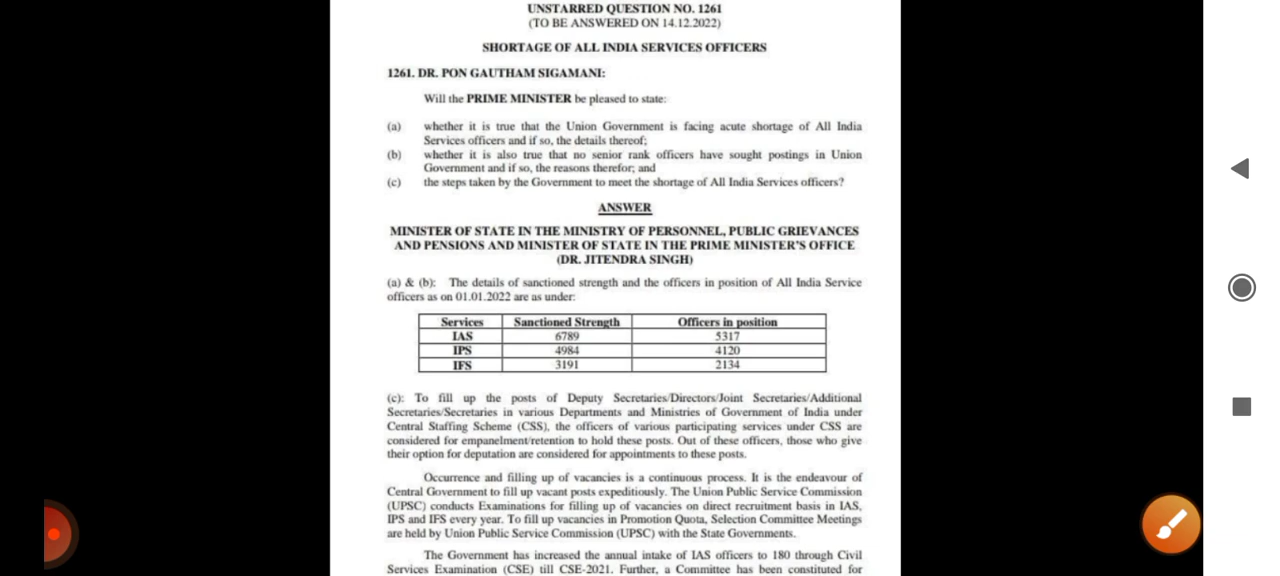 UNSTARRED QUESTION NO. 1261
(TO BE ANSWERED ON 14.12.2022)
SHORTAGE OF ALL INDIA SERVICES OFFICERS
1261. DR. PON GAUTHAM SIGAMANI:
Will the PRIME MINISTER be pleased to state:
(a) whether it is true that the Union Government is facing acute shortage of All India
Services officers and if so, the details thereof;
(b) whether it is also true that no senior rank officers have sought postings in Union
Government and if so, the reasons therefor; and
(c) the steps taken by the Government to meet the shortage of All India Services officers?
ANSWER
MINISTER OF STATE IN THE MINISTRY OF PERSONNEL, PUBLIC GRIEVANCES
AND PENSIONS AND MINISTER OF STATE IN THE PRIME MINISTER'S OFFICE
(DR. JITENDRA SINGH)
(a) & (b): The details of sanctioned strength and the officers in position of All India Service
officers as on 01.01.2022 are as under:
Services Sanctioned Strength Officers in position
IAS 6789 5317
IPS 4984 4120
IFS 3191 2134
(c): To fill up the posts of Deputy Secretaries/Directors/Joint Secretaries/Additional
Secretaries/Secretaries in various Departments and Ministries of Government of India under
Central Staffing Scheme (CSS), the officers of various participating services under CSS are
considered for empanelment/retention to hold these posts. Out of these officers, those who give
their option for deputation are considered for appointments to these posts.
Occurrence and filling up of vacancies is a continuous process. It is the endeavour of
Central Government to fill up vacant posts expeditiously. The Union Public Service Commission
(UPSC) conducts Examinations for filling up of vacancies on direct recruitment basis in IAS,
IPS and IFS every year. To fill up vacancies in Promotion Quota, Selection Committee Meetings
are held by Union Public Service Commission (UPSC) with the State Governments.
The Government has increased the annual intake of IAS officers to 180 through Civil
Services Examination (CSE) till CSE-2021. Further, a Committee has been constituted for